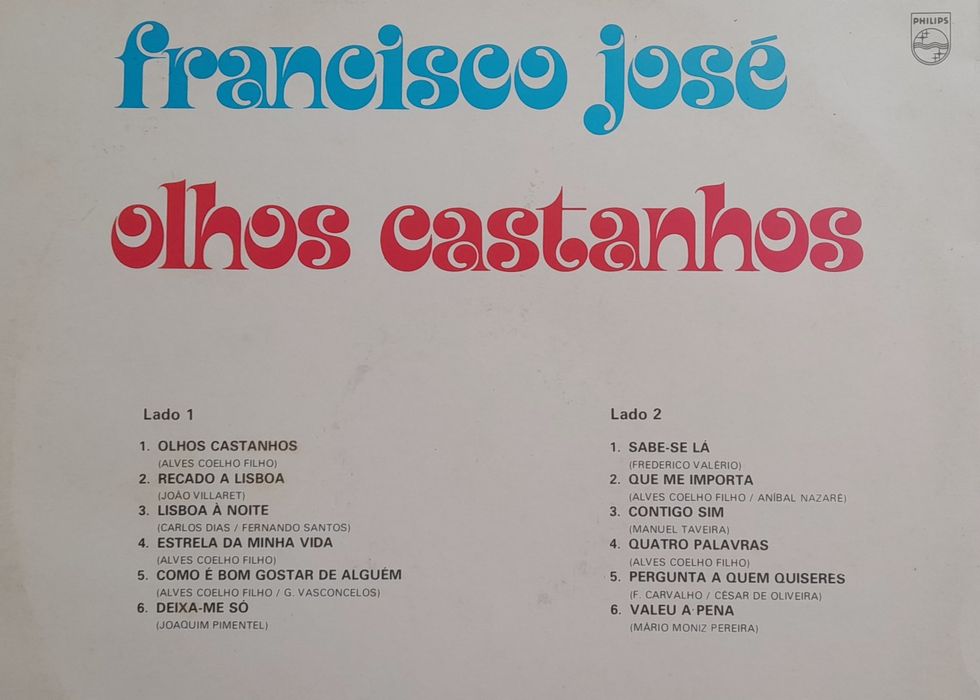 francisco josé
PHILIPS
olhos castanhos
Lado 1
1. OLHOS CASTANHOS
(ALVES COELHO FILHO)
2. RECADO A LISBOA
(JOÃO VILLARET)
3. LISBOA À NOITE
(CARLOS DIAS / FERNANDO SANTOS)
4. ESTRELA DA MINHA VIDA
(ALVES COELHO FILHO)
5. COMO É BOM GOSTAR DE ALGUÉM
(ALVES COELHO FILHO / G. VASCONCELOS)
6. DEIXA-ME SÓ
(JOAQUIM PIMENTEL)
Lado 2
1. SABE-SE LÁ
(FREDERICO VALÉRIO)
2. QUE ME IMPORTA
(ALVES COELHO FILHO / ANÍBAL NAZARÉ)
3. CONTIGO SIM
(MANUEL TAVEIRA)
4. QUATRO PALAVRAS
(ALVES COELHO FILHO)
5. PERGUNTA A QUEM QUISERES
(F. CARVALHO / CÉSAR DE OLIVEIRA)
6. VALEU A PENA
(MÁRIO MONIZ PEREIRA)